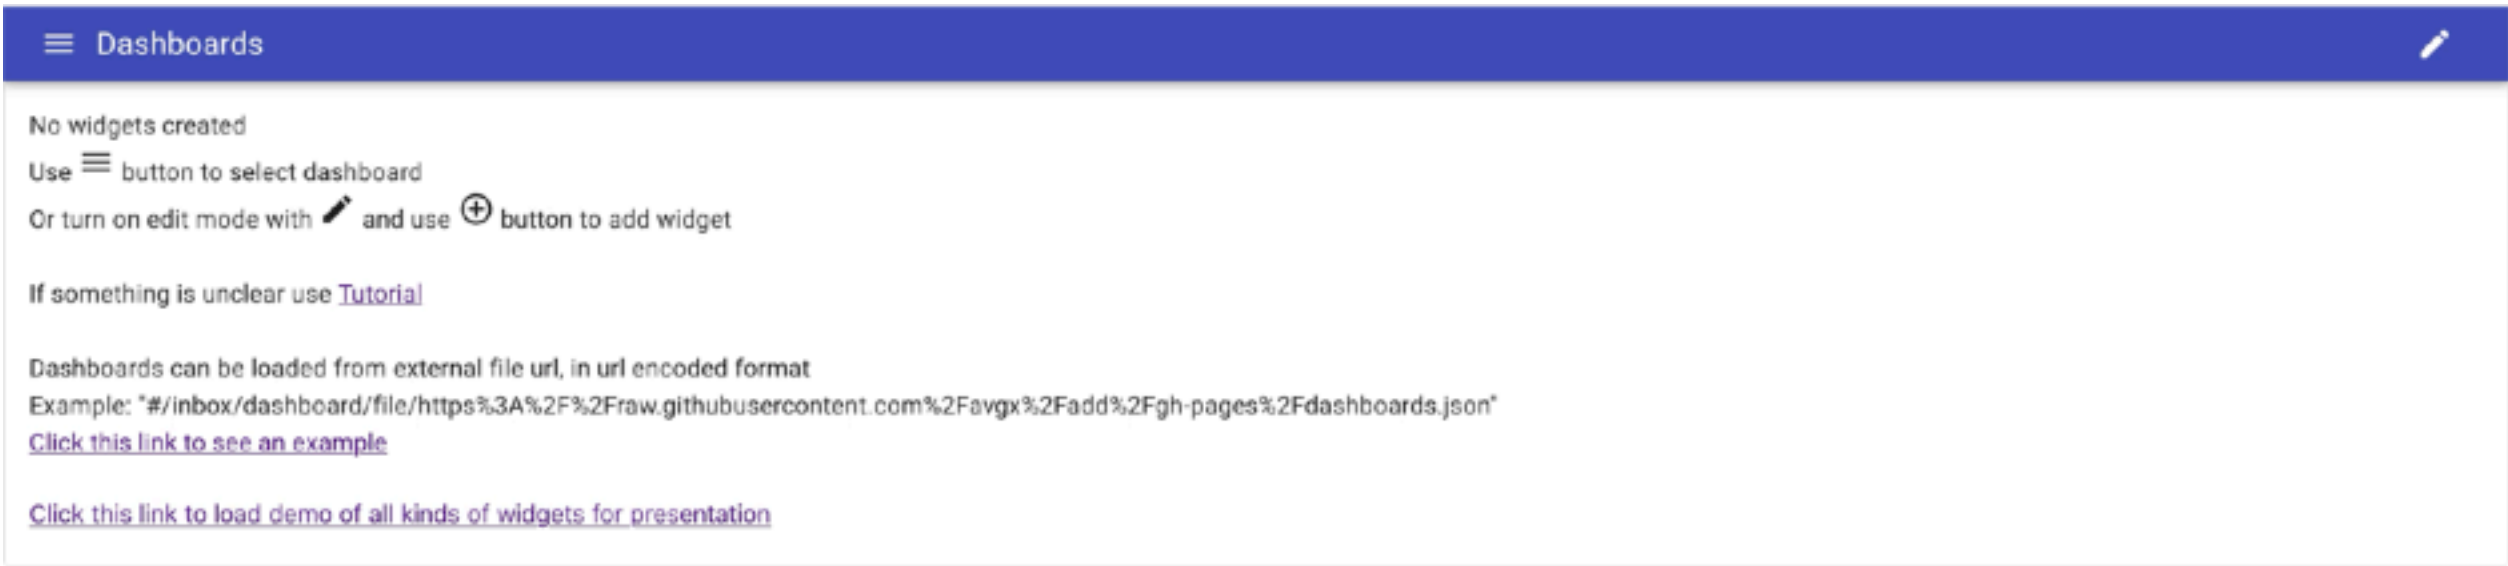 Dashboards
No widgets created
Use button to select dashboard
Or turn on edit mode with and use button to add widget
If something is unclear use Tutorial
Dashboards can be loaded from external file url, in url encoded format
Example: "#/inbox/dashboard/file/https%3A%2F%2Fraw.githubusercontent.com%2Favgx%2Fadd%2Fgh-pages%2Fdashboards.json"
Click this link to see an example
Click this link to load demo of all kinds of widgets for presentation